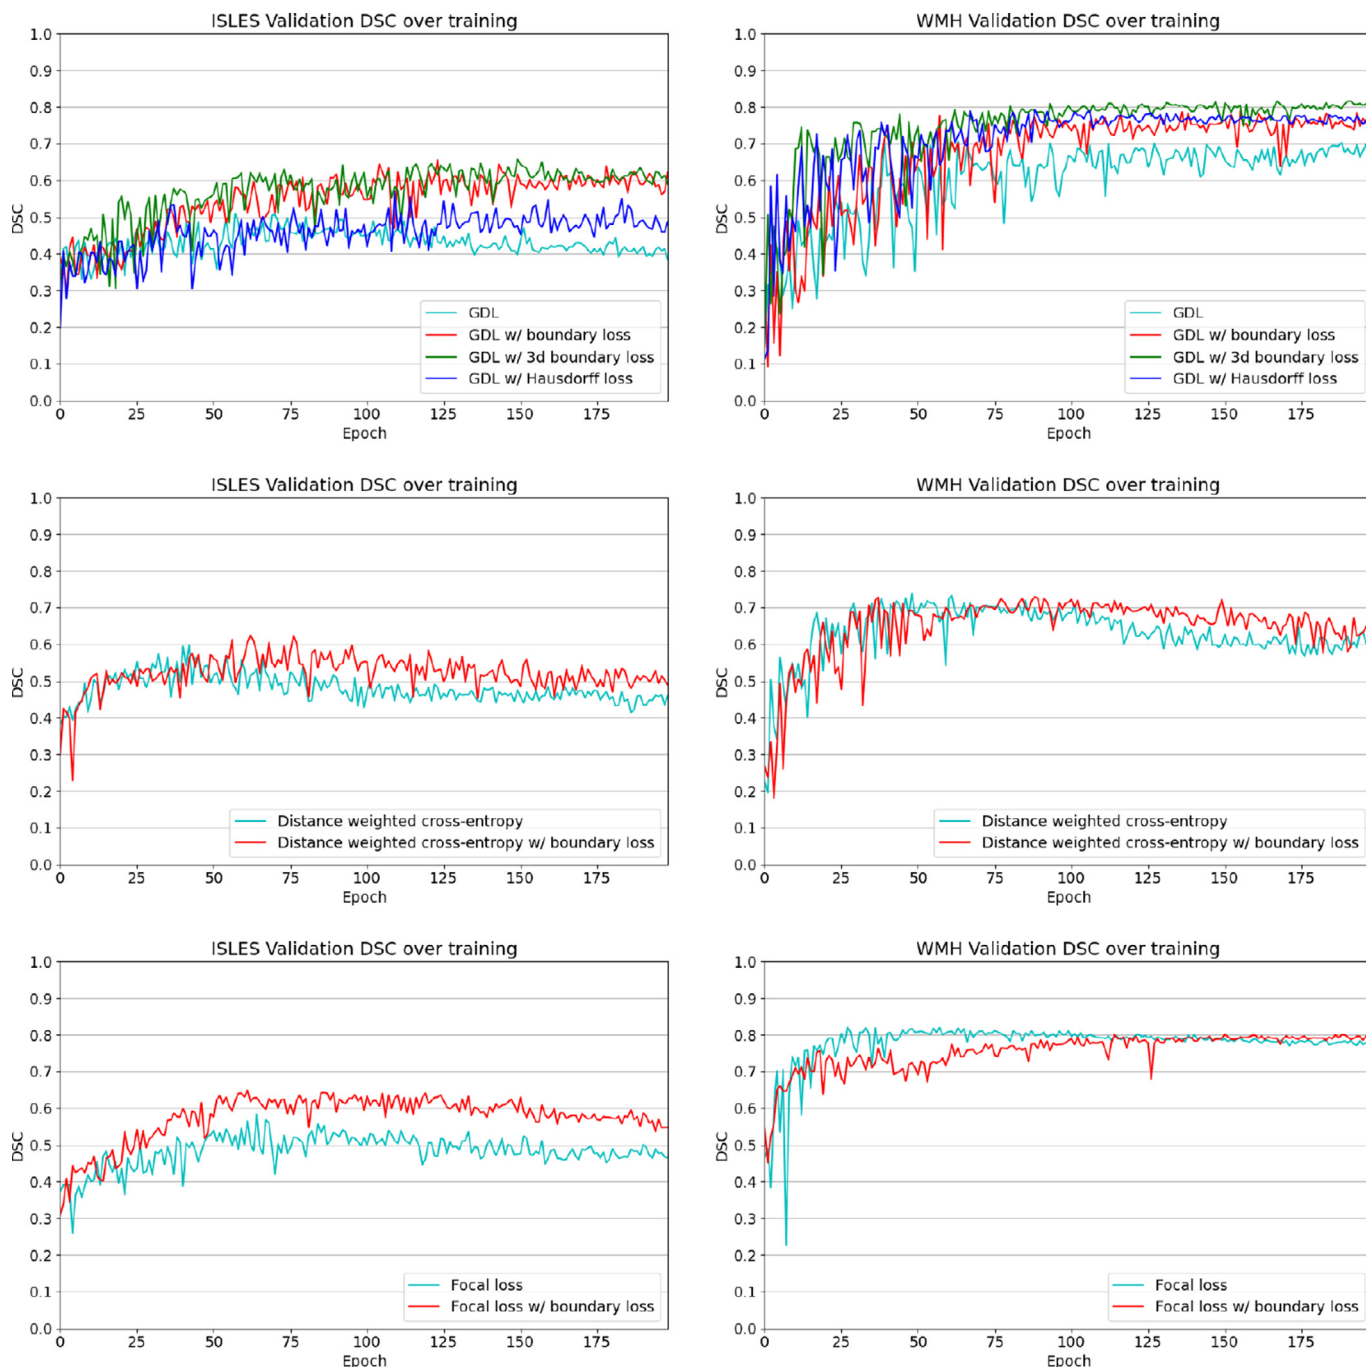 ISLES Validation DSC over training
1.0
0.9
0.8
0.7
0.6
0.5
0.4
0.3
0.2
0.1
0.0
DSC
GDL
GDL w/ boundary loss
GDL w/ 3d boundary loss
GDL w/ Hausdorff loss
0 25 50 75 100 125 150 175
Epoch
WMH Validation DSC over training
1.0
0.9
0.8
0.7
0.6
0.5
0.4
0.3
0.2
0.1
0.0
DSC
GDL
GDL w/ boundary loss
GDL w/ 3d boundary loss
GDL w/ Hausdorff loss
0 25 50 75 100 125 150 175
Epoch
ISLES Validation DSC over training
1.0
0.9
0.8
0.7
0.6
0.5
0.4
0.3
0.2
0.1
0.0
DSC
Distance weighted cross-entropy
Distance weighted cross-entropy w/ boundary loss
0 25 50 75 100 125 150 175
Epoch
WMH Validation DSC over training
1.0
0.9
0.8
0.7
0.6
0.5
0.4
0.3
0.2
0.1
0.0
DSC
Distance weighted cross-entropy
Distance weighted cross-entropy w/ boundary loss
0 25 50 75 100 125 150 175
Epoch
ISLES Validation DSC over training
1.0
0.9
0.8
0.7
0.6
0.5
0.4
0.3
0.2
0.1
0.0
DSC
Focal loss
Focal loss w/ boundary loss
0 25 50 75 100 125 150 175
Epoch
WMH Validation DSC over training
1.0
0.9
0.8
0.7
0.6
0.5
0.4
0.3
0.2
0.1
0.0
DSC
Focal loss
Focal loss w/ boundary loss
0 25 50 75 100 125 150 175
Epoch